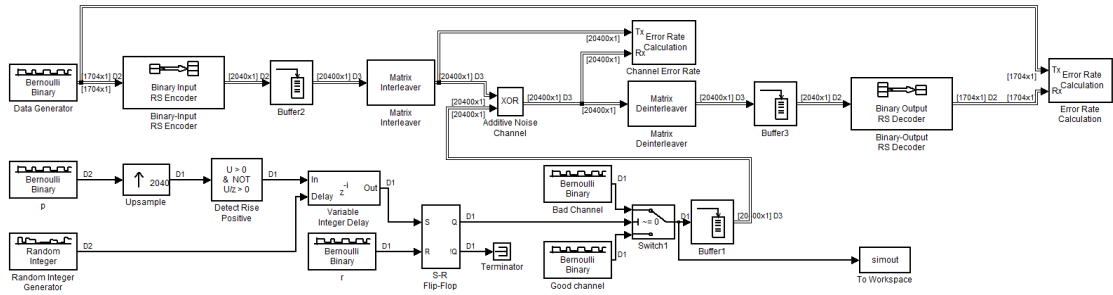 Bernoulli
Binary
Data Generator
[1704x1] D2
[1704x1]
Binary Input
RS Encoder
Binary-Input
RS Encoder
[2040x1] D2
Buffer2
[20400x1] D3
Matrix
Interleaver
Matrix
Interleaver
[20400x1]
[20400x1] D3
[20400x1]
[20400x1]
XOR
Additive Noise
Channel
[20400x1] D3
[20400x1]
Tx
Rx
Error Rate
Calculation
Channel Error Rate
[20400x1]
Matrix
Deinterleaver
Matrix
Deinterleaver
[20400x1] D3
Buffer3
[2040x1] D2
Binary Output
RS Decoder
Binary-Output
RS Decoder
[1704x1] D2
[1704x1]
[1704x1]
Tx
Rx
Error Rate
Calculation
Error Rate
Calculation
Bernoulli
Binary
p
D2
2040
Upsample
D1
U > 0
& NOT
U/z > 0
Detect Rise
Positive
D1
In
Delay
z
-i
Out
Variable
Integer Delay
D1
Random
Integer
Random Integer
Generator
D2
Bernoulli
Binary
r
D1
S
R
Q
!Q
S-R
Flip-Flop
D1
D1
Terminator
Bernoulli
Binary
Bad Channel
D1
Bernoulli
Binary
Good channel
D1
~= 0
Switch1
D1
Buffer1
[20400x1] D3
simout
To Workspace